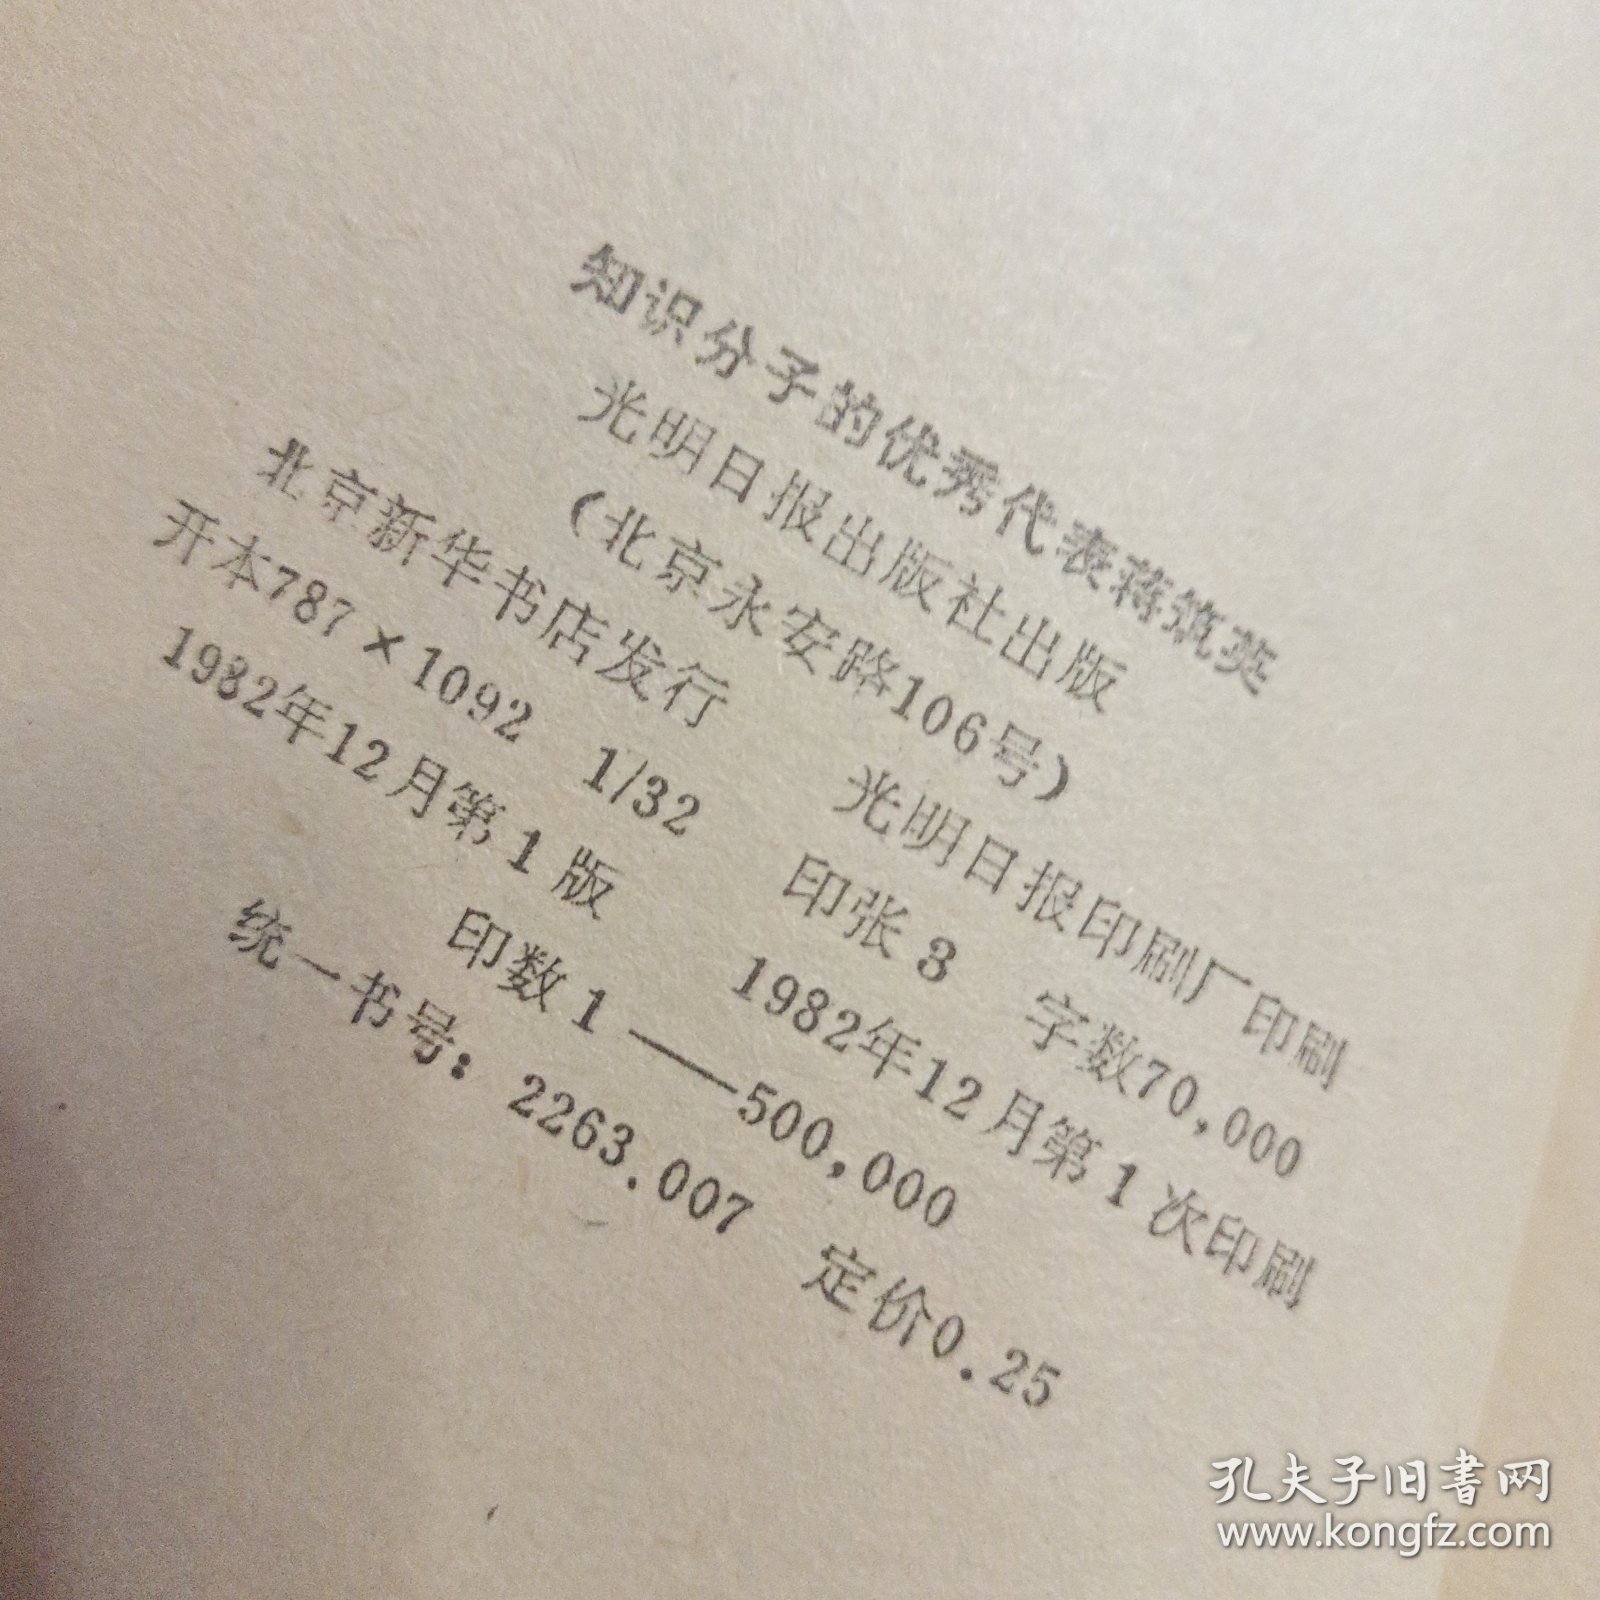 知识分子的优秀代表蒋筑英
光明日报出版社出版
（北京永安路106号）
北京新华书店发行　光明日报印刷厂印刷
开本787×1092　1/32　印张3　字数70,000
1982年12月第1版　1982年12月第1次印刷
印数1——500,000
统一书号：2263.007　定价0.25
孔夫子旧书网
www.kongfz.com